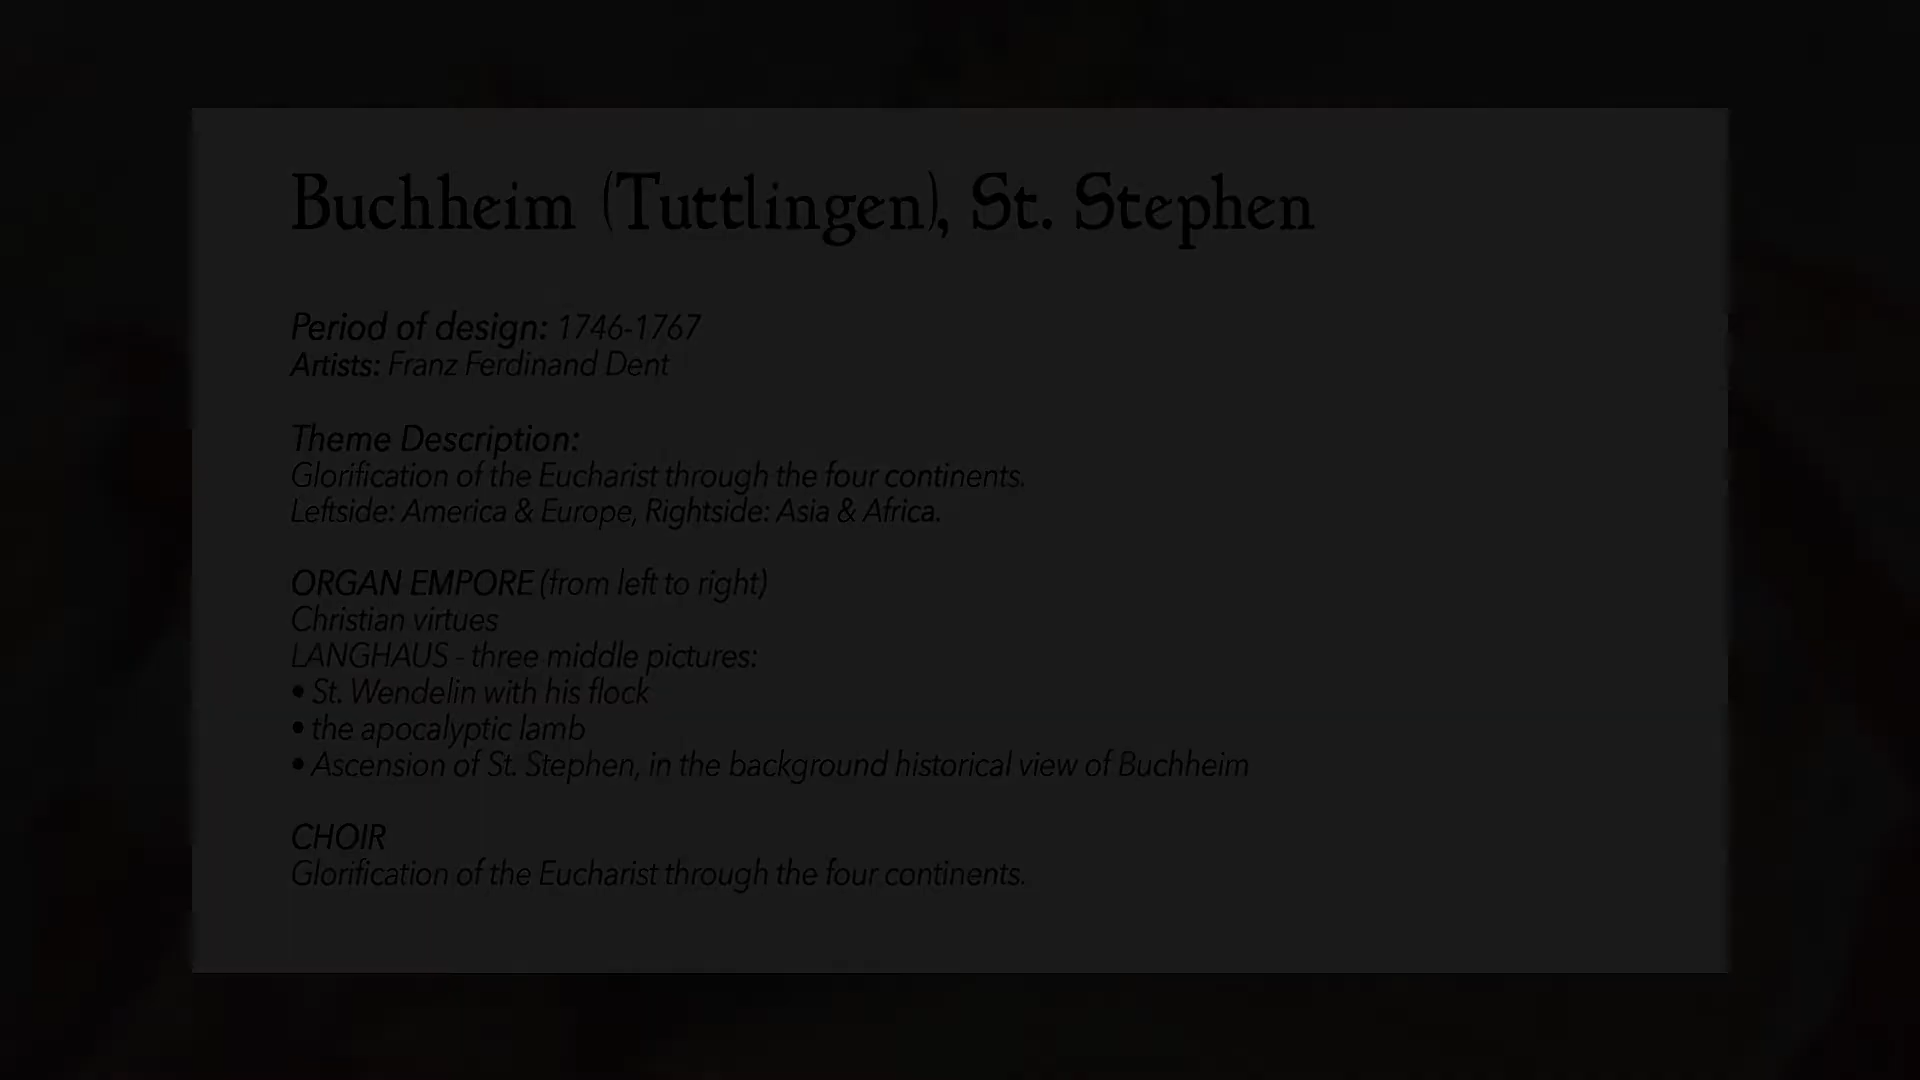 Buchheim (Tuttlingen), St. Stephen
Period of design: 1746-1767
Artists: Franz Ferdinand Dent
Theme Description:
Glorification of the Eucharist through the four continents.
Leftside: America & Europe, Rightside: Asia & Africa.
ORGAN EMPORE (from left to right)
Christian virtues
LANGHAUS - three middle pictures:
• St. Wendelin with his flock
• the apocalyptic lamb
• Ascension of St. Stephen, in the background historical view of Buchheim
CHOIR
Glorification of the Eucharist through the four continents.